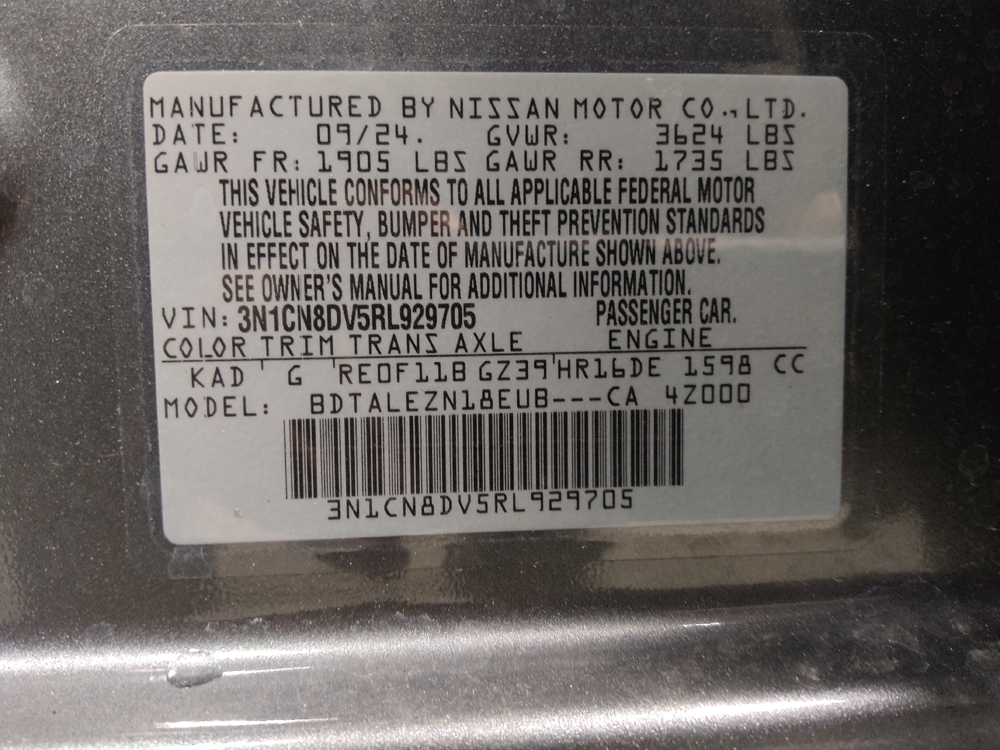 MANUFACTURED BY NISSAN MOTOR CO.,LTD.
DATE: 09/24. GVWR: 3624 LBS
GAWR FR: 1905 LBS GAWR RR: 1735 LBS
THIS VEHICLE CONFORMS TO ALL APPLICABLE FEDERAL MOTOR
VEHICLE SAFETY, BUMPER AND THEFT PREVENTION STANDARDS
IN EFFECT ON THE DATE OF MANUFACTURE SHOWN ABOVE.
SEE OWNER'S MANUAL FOR ADDITIONAL INFORMATION.
VIN: 3N1CN8DV5RL929705 PASSENGER CAR.
COLOR TRIM TRANS AXLE ENGINE
KAD G RE0F11B GZ39 HR16DE 1598 CC
MODEL: BDTALEZN18EUB---CA 4Z000
3N1CN8DV5RL929705